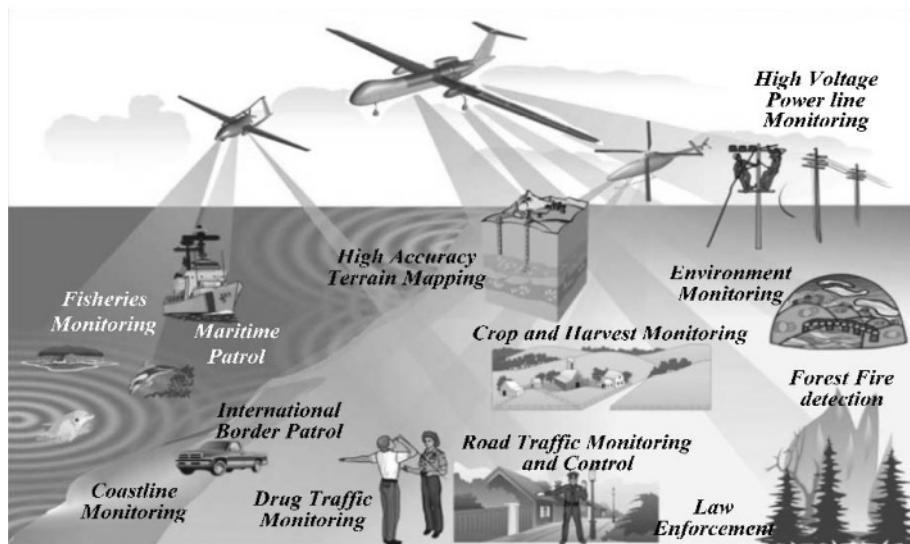 High Voltage
Power line
Monitoring
High Accuracy
Terrain Mapping
Environment
Monitoring
Fisheries
Monitoring
Maritime
Patrol
Crop and Harvest Monitoring
Forest Fire
detection
International
Border Patrol
Road Traffic Monitoring
and Control
Coastline
Monitoring
Drug Traffic
Monitoring
Law
Enforcement